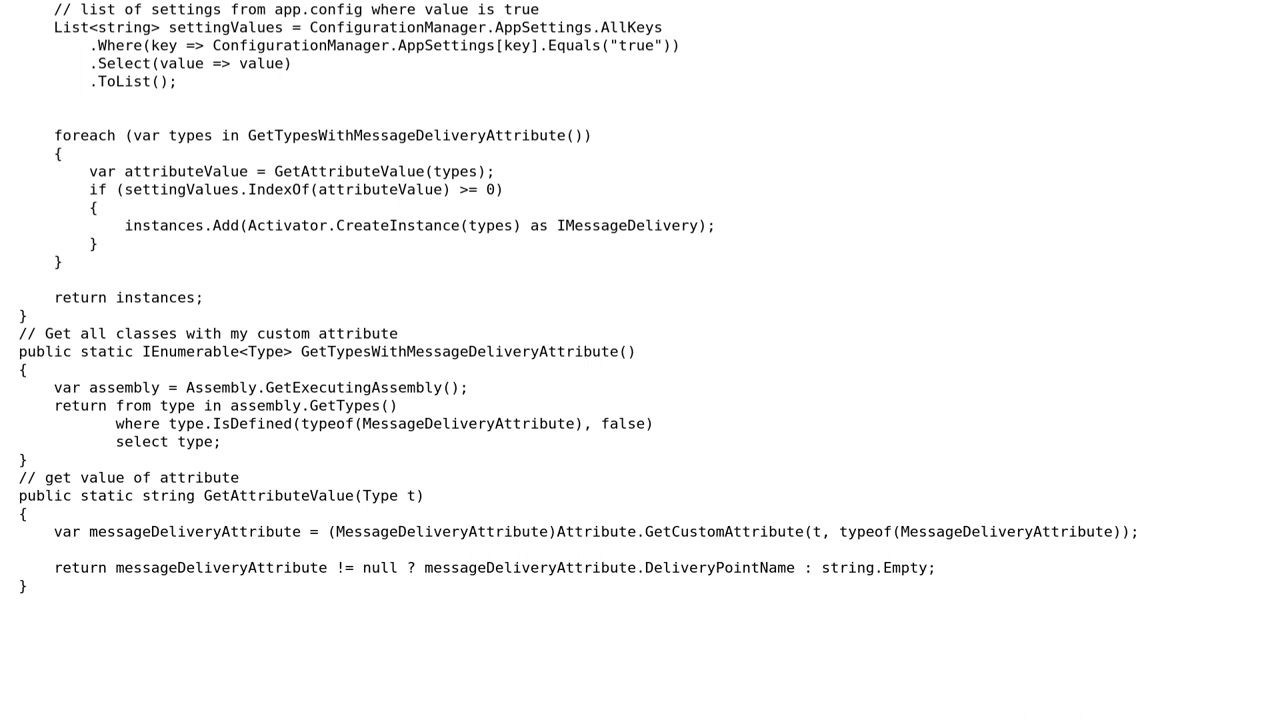 // list of settings from app.config where value is true
    List<string> settingValues = ConfigurationManager.AppSettings.AllKeys
        .Where(key => ConfigurationManager.AppSettings[key].Equals("true"))
        .Select(value => value)
        .ToList();


    foreach (var types in GetTypesWithMessageDeliveryAttribute())
    {
        var attributeValue = GetAttributeValue(types);
        if (settingValues.IndexOf(attributeValue) >= 0)
        {
            instances.Add(Activator.CreateInstance(types) as IMessageDelivery);
        }
    }

    return instances;
}
// Get all classes with my custom attribute
public static IEnumerable<Type> GetTypesWithMessageDeliveryAttribute()
{
    var assembly = Assembly.GetExecutingAssembly();
    return from type in assembly.GetTypes()
           where type.IsDefined(typeof(MessageDeliveryAttribute), false)
           select type;
}
// get value of attribute
public static string GetAttributeValue(Type t)
{
    var messageDeliveryAttribute = (MessageDeliveryAttribute)Attribute.GetCustomAttribute(t, typeof(MessageDeliveryAttribute));

    return messageDeliveryAttribute != null ? messageDeliveryAttribute.DeliveryPointName : string.Empty;
}